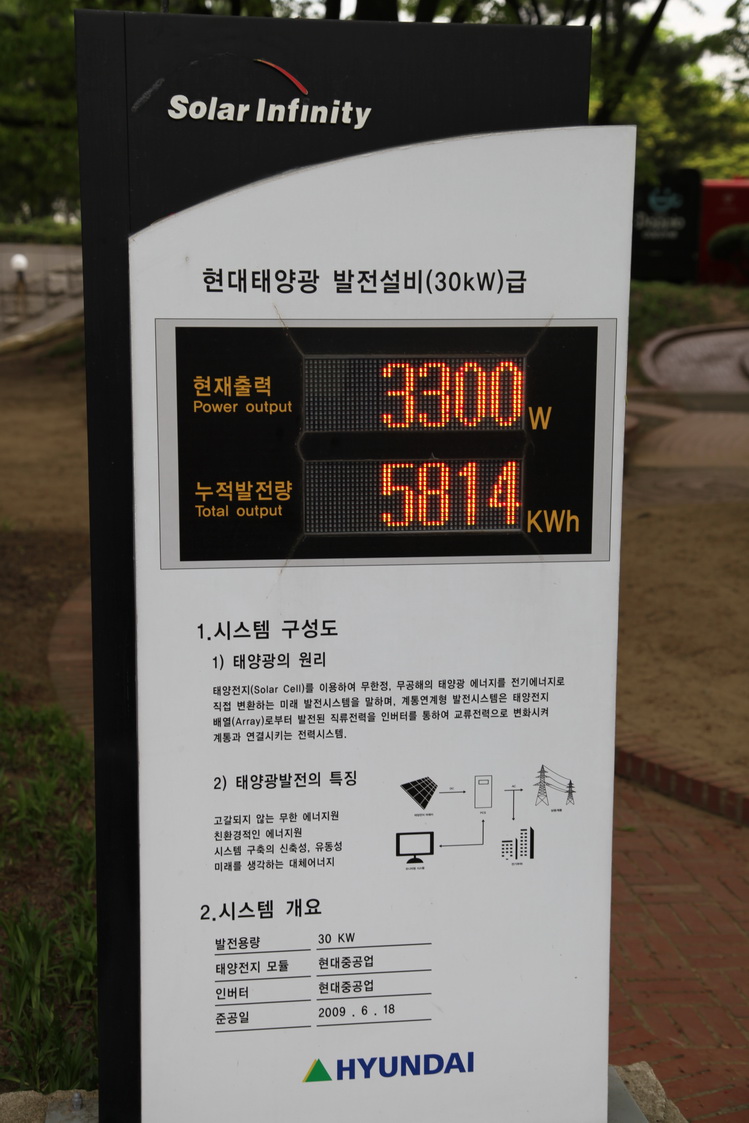 Solar Infinity
현대태양광 발전설비(30kW)급
현재출력
Power output
3300 W
누적발전량
Total output
5814 KWh
1.시스템 구성도
1) 태양광의 원리
태양전지(Solar Cell)를 이용하여 무한정, 무공해의 태양광 에너지를 전기에너지로
직접 변환하는 미래 발전시스템을 말하며, 계통연계형 발전시스템은 태양전지
배열(Array)로부터 발전된 직류전력을 인버터를 통하여 교류전력으로 변화시켜
계통과 연결시키는 전력시스템.
2) 태양광발전의 특징
고갈되지 않는 무한 에너지원
친환경적인 에너지원
시스템 구축의 신축성, 유동성
미래를 생각하는 대체어너지
2.시스템 개요
발전용량 30 KW
태양전지 모듈 현대중공업
인버터 현대중공업
준공일 2009 . 6 . 18
HYUNDAI